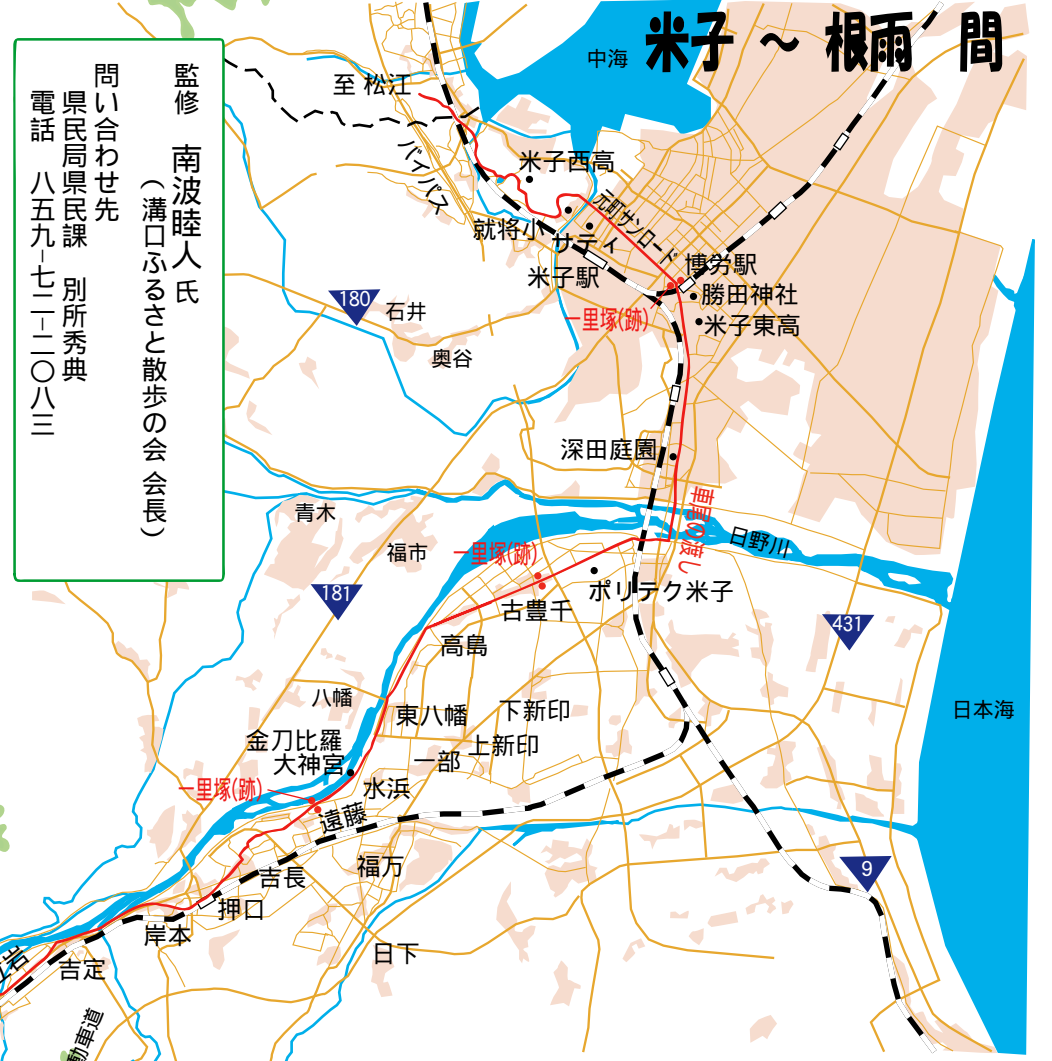 米子 ～ 根雨 間
監修 南波睦人 氏
(溝口ふるさと散歩の会 会長)
問い合わせ先
県民局県民課 別所秀典
電話 八五九−七二−二〇八三
中海
至 松江
バイパス
米子西高
元町サンロード
就将小
サティ
米子駅
博労駅
勝田神社
一里塚(跡)
米子東高
180
石井
奥谷
深田庭園
車尾の渡し
青木
日野川
福市
一里塚(跡)
181
ポリテク米子
古豊千
431
高島
八幡
東八幡
下新印
日本海
金刀比羅
大神宮
上新印
一部
一里塚(跡)
水浜
遠藤
9
福万
吉長
押口
岸本
日下
岩
吉定
動車道